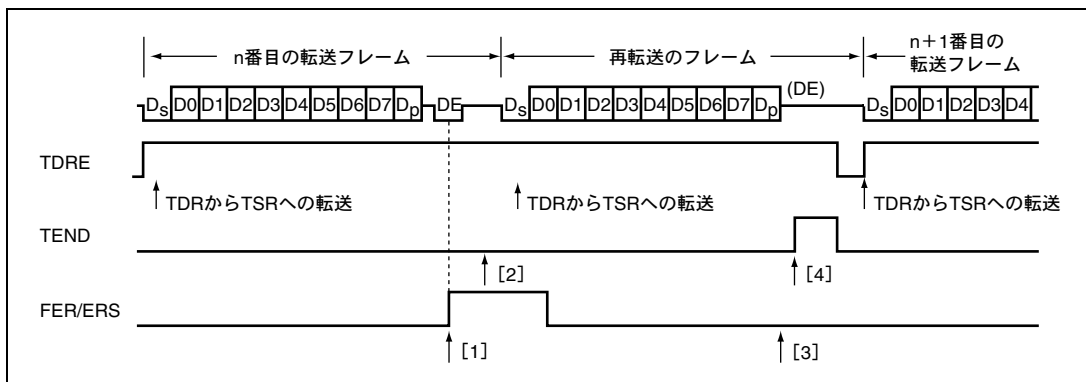 n番目の転送フレーム
再転送のフレーム
n+1番目の
転送フレーム
Ds D0 D1 D2 D3 D4 D5 D6 D7 Dp DE Ds D0 D1 D2 D3 D4 D5 D6 D7 Dp (DE) Ds D0 D1 D2 D3 D4
TDRE
TDRからTSRへの転送 TDRからTSRへの転送 TDRからTSRへの転送
TEND
[2] [4]
FER/ERS
[1] [3]